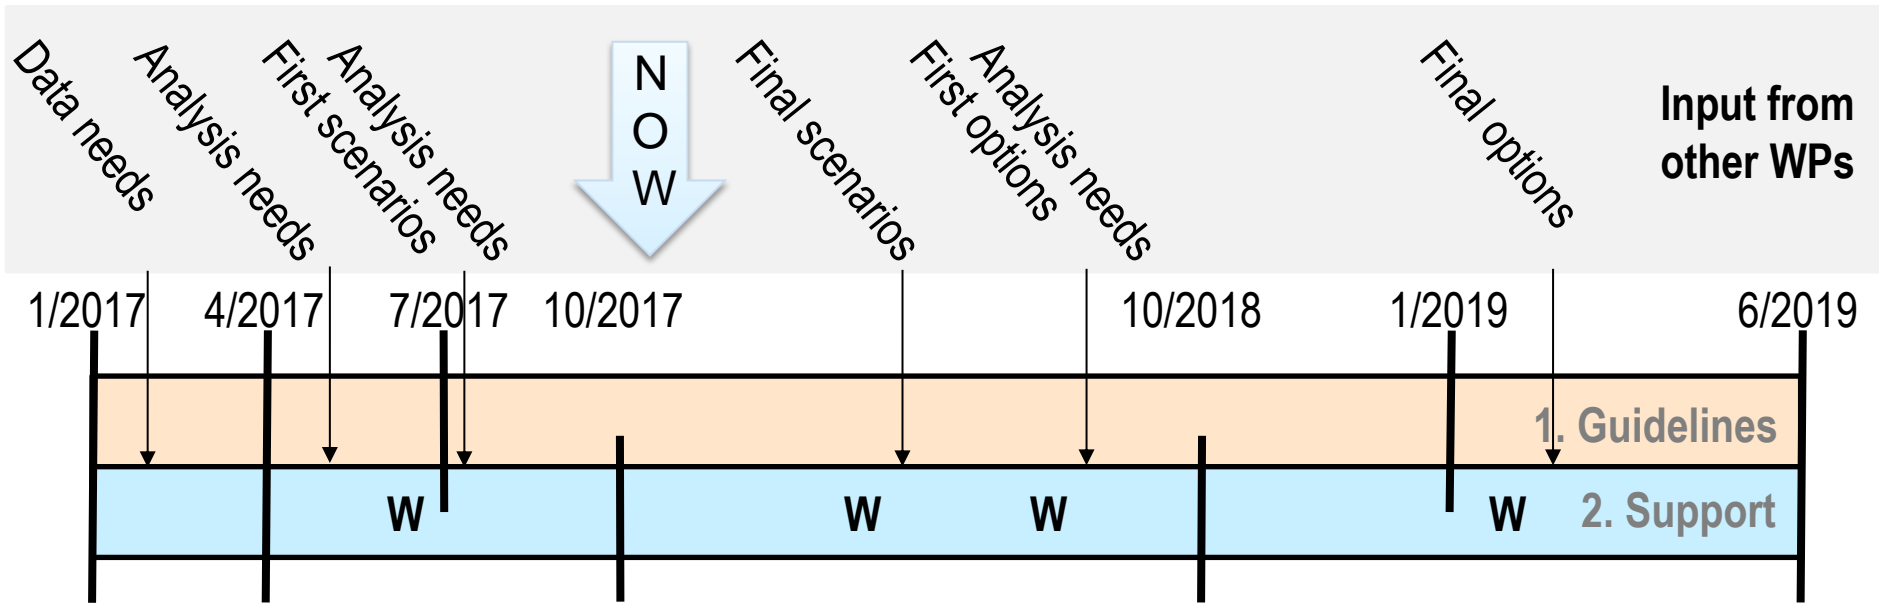 Data needs
Analysis needs
First scenarios
Analysis needs
N
O
W
Final scenarios
First options
Analysis needs
Final options
Input from
other WPs
1/2017
4/2017
7/2017
10/2017
10/2018
1/2019
6/2019
1. Guidelines
W
W
W
W
2. Support